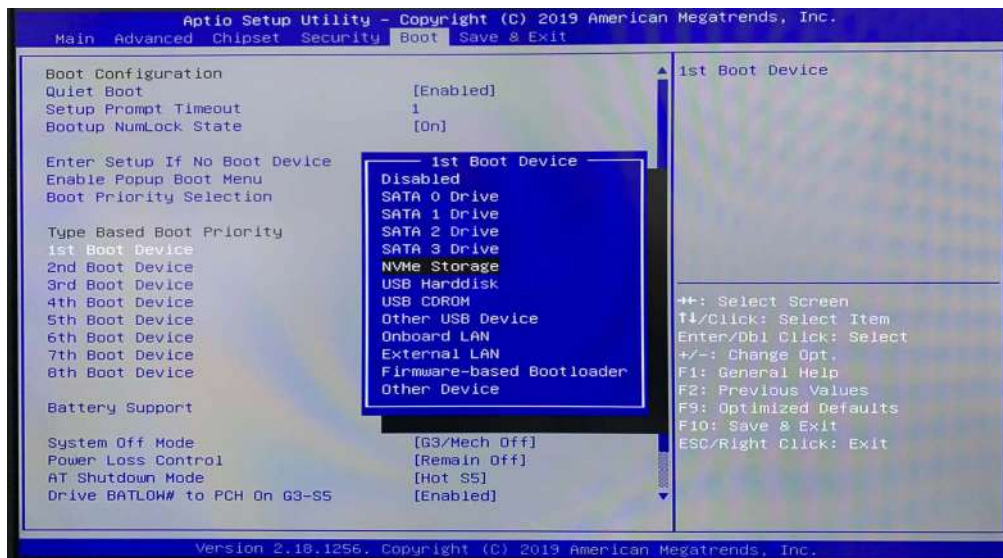 Aptio Setup Utility – Copyright (C) 2019 American Megatrends, Inc.
Main Advanced Chipset Security Boot Save & Exit
Boot Configuration
Quiet Boot [Enabled]
Setup Prompt Timeout 1
Bootup NumLock State [On]
Enter Setup If No Boot Device
Enable Popup Boot Menu
Boot Priority Selection
Type Based Boot Priority
1st Boot Device
2nd Boot Device
3rd Boot Device
4th Boot Device
5th Boot Device
6th Boot Device
7th Boot Device
8th Boot Device
Battery Support
System Off Mode [G3/Mech Off]
Power Loss Control [Remain Off]
AT Shutdown Mode [Hot S5]
Drive BATLOW# to PCH On G3-S5 [Enabled]
1st Boot Device
Disabled
SATA 0 Drive
SATA 1 Drive
SATA 2 Drive
SATA 3 Drive
NVMe Storage
USB Harddisk
USB CDROM
Other USB Device
Onboard LAN
External LAN
Firmware-based Bootloader
Other Device
1st Boot Device
→←: Select Screen
↑↓/Click: Select Item
Enter/Dbl Click: Select
+/-: Change Opt.
F1: General Help
F2: Previous Values
F9: Optimized Defaults
F10: Save & Exit
ESC/Right Click: Exit
Version 2.18.1256. Copyright (C) 2019 American Megatrends, Inc.